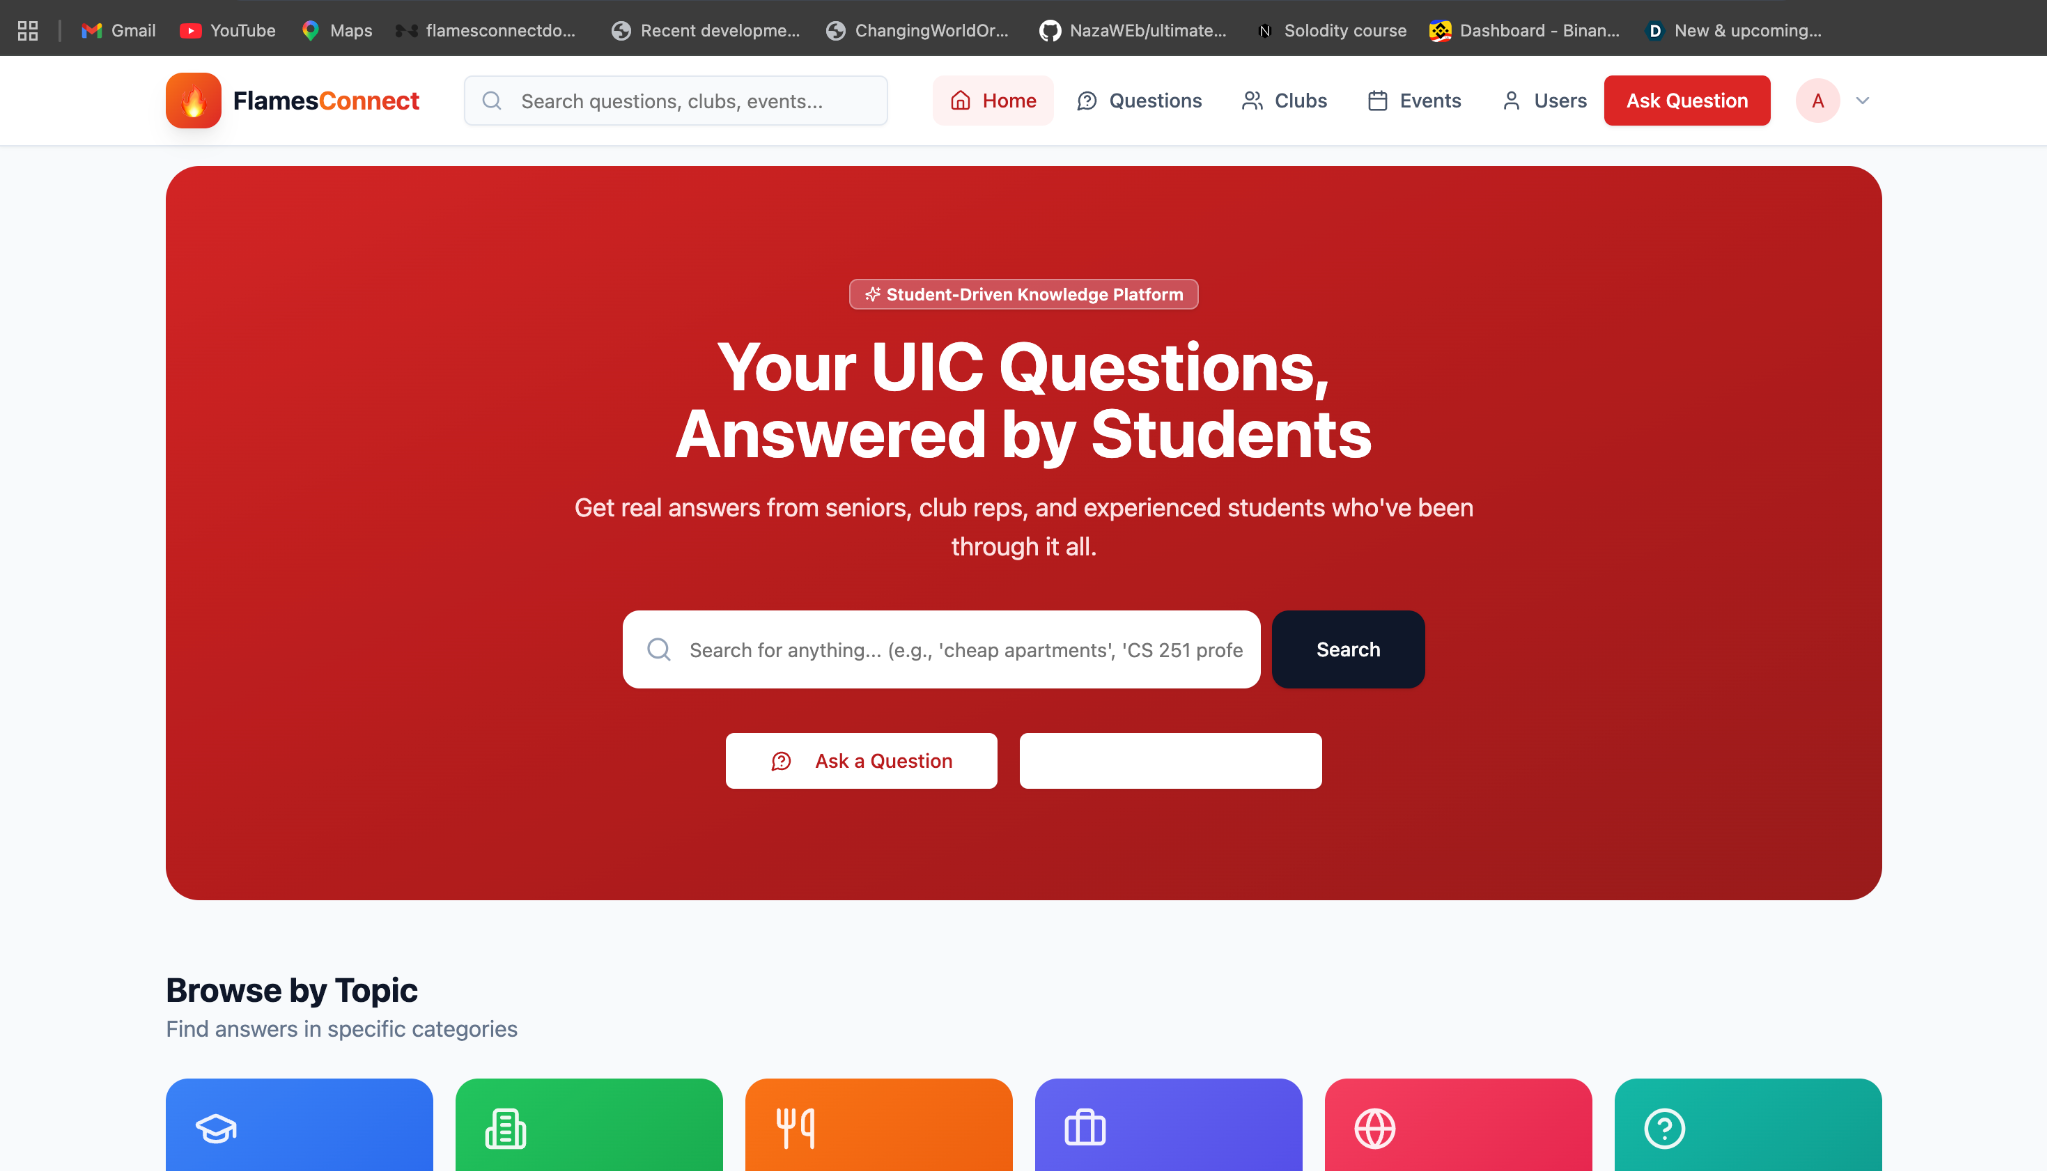 Gmail
YouTube
Maps
flamesconnectdo...
Recent developme...
ChangingWorldOr...
NazaWEb/ultimate...
N
Solodity course
Dashboard - Binan...
D
New & upcoming...
FlamesConnect
Search questions, clubs, events...
Home
Questions
Clubs
Events
Users
Ask Question
A
Student-Driven Knowledge Platform
Your UIC Questions,
Answered by Students
Get real answers from seniors, club reps, and experienced students who've been
through it all.
Search for anything... (e.g., 'cheap apartments', 'CS 251 profe
Search
Ask a Question
Browse by Topic
Find answers in specific categories